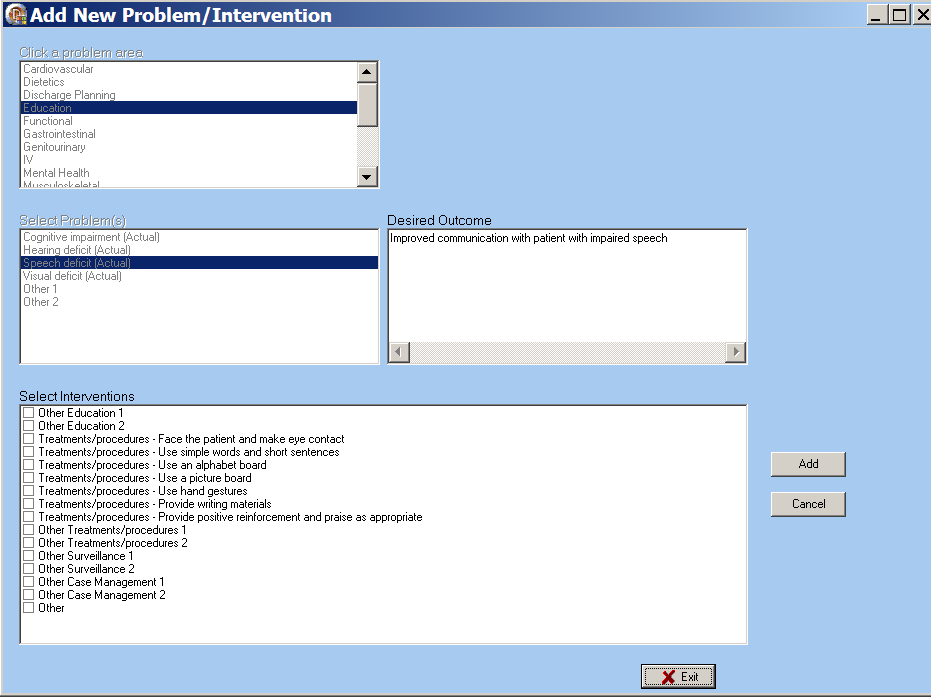 Add New Problem/Intervention
Click a problem area
Cardiovascular
Dietetics
Discharge Planning
Education
Functional
Gastrointestinal
Genitourinary
IV
Mental Health
Musculoskeletal
Select Problem(s)
Cognitive impairment (Actual)
Hearing deficit (Actual)
Speech deficit (Actual)
Visual deficit (Actual)
Other 1
Other 2
Desired Outcome
Improved communication with patient with impaired speech
Select Interventions
Other Education 1
Other Education 2
Treatments/procedures - Face the patient and make eye contact
Treatments/procedures - Use simple words and short sentences
Treatments/procedures - Use an alphabet board
Treatments/procedures - Use a picture board
Treatments/procedures - Use hand gestures
Treatments/procedures - Provide writing materials
Treatments/procedures - Provide positive reinforcement and praise as appropriate
Other Treatments/procedures 1
Other Treatments/procedures 2
Other Surveillance 1
Other Surveillance 2
Other Case Management 1
Other Case Management 2
Other
Add
Cancel
Exit